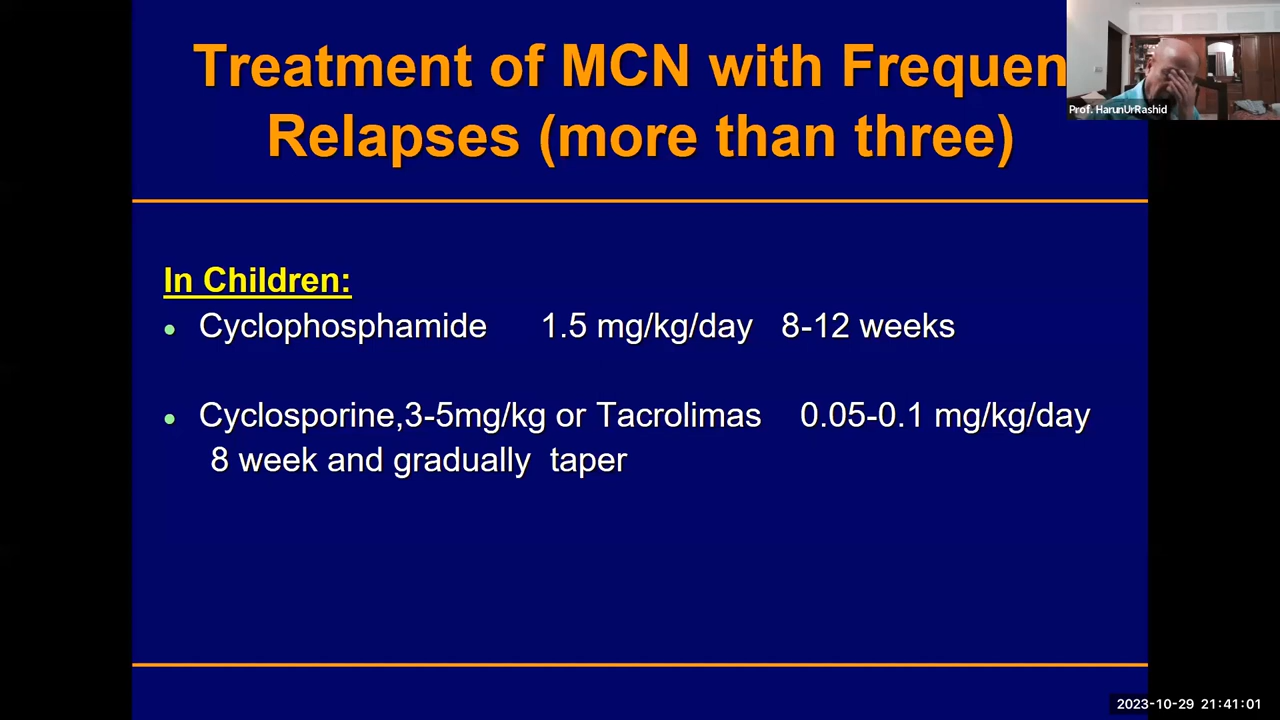 Treatment of MCN with Frequen
Relapses (more than three)
Prof. HarunUrRashid
In Children:
• Cyclophosphamide 1.5 mg/kg/day 8-12 weeks
• Cyclosporine,3-5mg/kg or Tacrolimas 0.05-0.1 mg/kg/day
8 week and gradually taper
2023-10-29 21:41:01